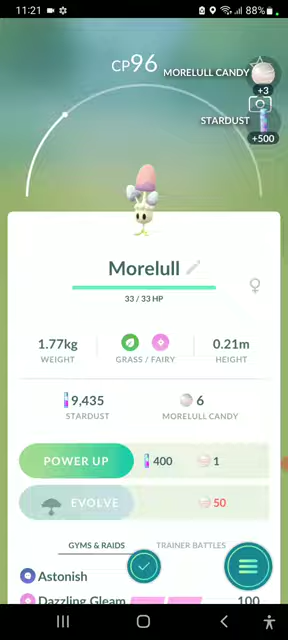 11:21
88%
CP96
MORELULL CANDY
+3
STARDUST
+500
Morelull
33 / 33 HP
1.77kg
WEIGHT
GRASS / FAIRY
0.21m
HEIGHT
9,435
STARDUST
6
MORELULL CANDY
POWER UP
400
1
EVOLVE
50
GYMS & RAIDS
TRAINER BATTLES
Astonish
Dazzling Gleam
100